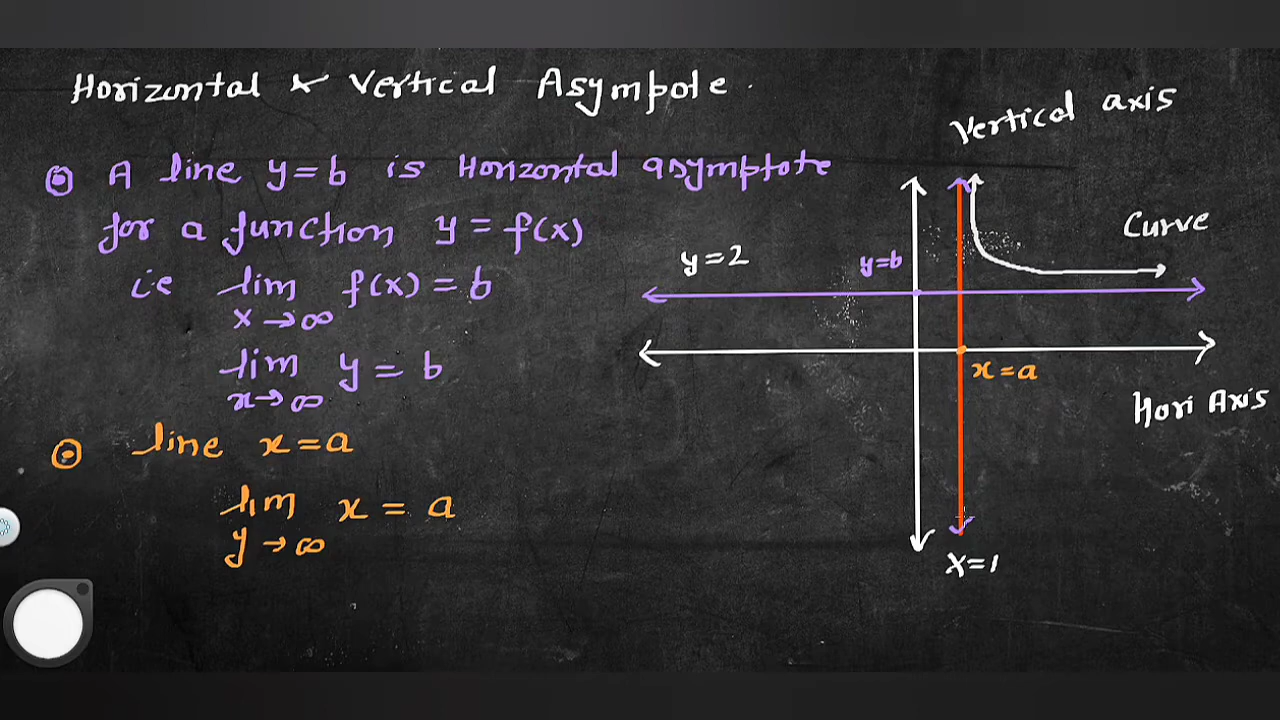 Horizontal & Vertical Asympole.
Vertical axis
A line y=b is Horizontal asymptote
for a function y = f(x)
Curve
y=2
y=b
ie lim f(x) = b
x→∞
lim y = b
x→∞
x=a
Hori Axis
line x=a
lim x = a
y→∞
x=1